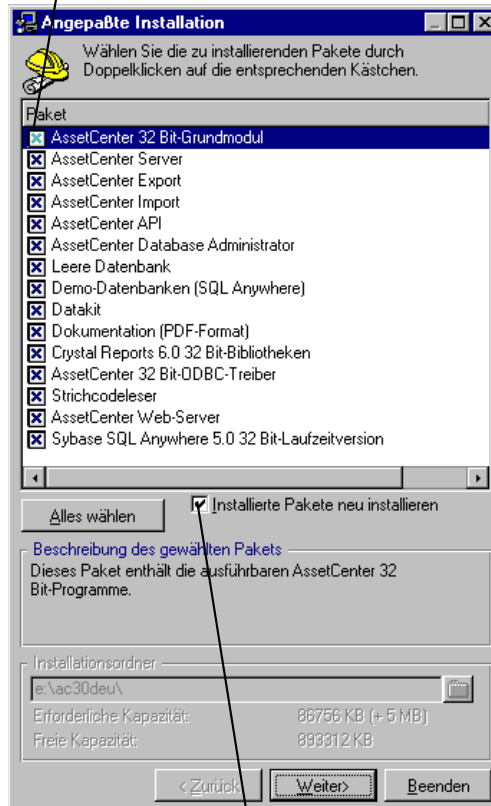 Angepaßte Installation
Wählen Sie die zu installierenden Pakete durch
Doppelklicken auf die entsprechenden Kästchen.
Paket
AssetCenter 32 Bit-Grundmodul
AssetCenter Server
AssetCenter Export
AssetCenter Import
AssetCenter API
AssetCenter Database Administrator
Leere Datenbank
Demo-Datenbanken (SQL Anywhere)
Datakit
Dokumentation (PDF-Format)
Crystal Reports 6.0 32 Bit-Bibliotheken
AssetCenter 32 Bit-ODBC-Treiber
Strichcodeleser
AssetCenter Web-Server
Sybase SQL Anywhere 5.0 32 Bit-Laufzeitversion
Alles wählen
Installierte Pakete neu installieren
Beschreibung des gewählten Pakets
Dieses Paket enthält die ausführbaren AssetCenter 32
Bit-Programme.
Installationsordner
e:\ac30deu\
Erforderliche Kapazität: 86756 KB (+ 5 MB)
Freie Kapazität: 893312 KB
< Zurück
Weiter>
Beenden